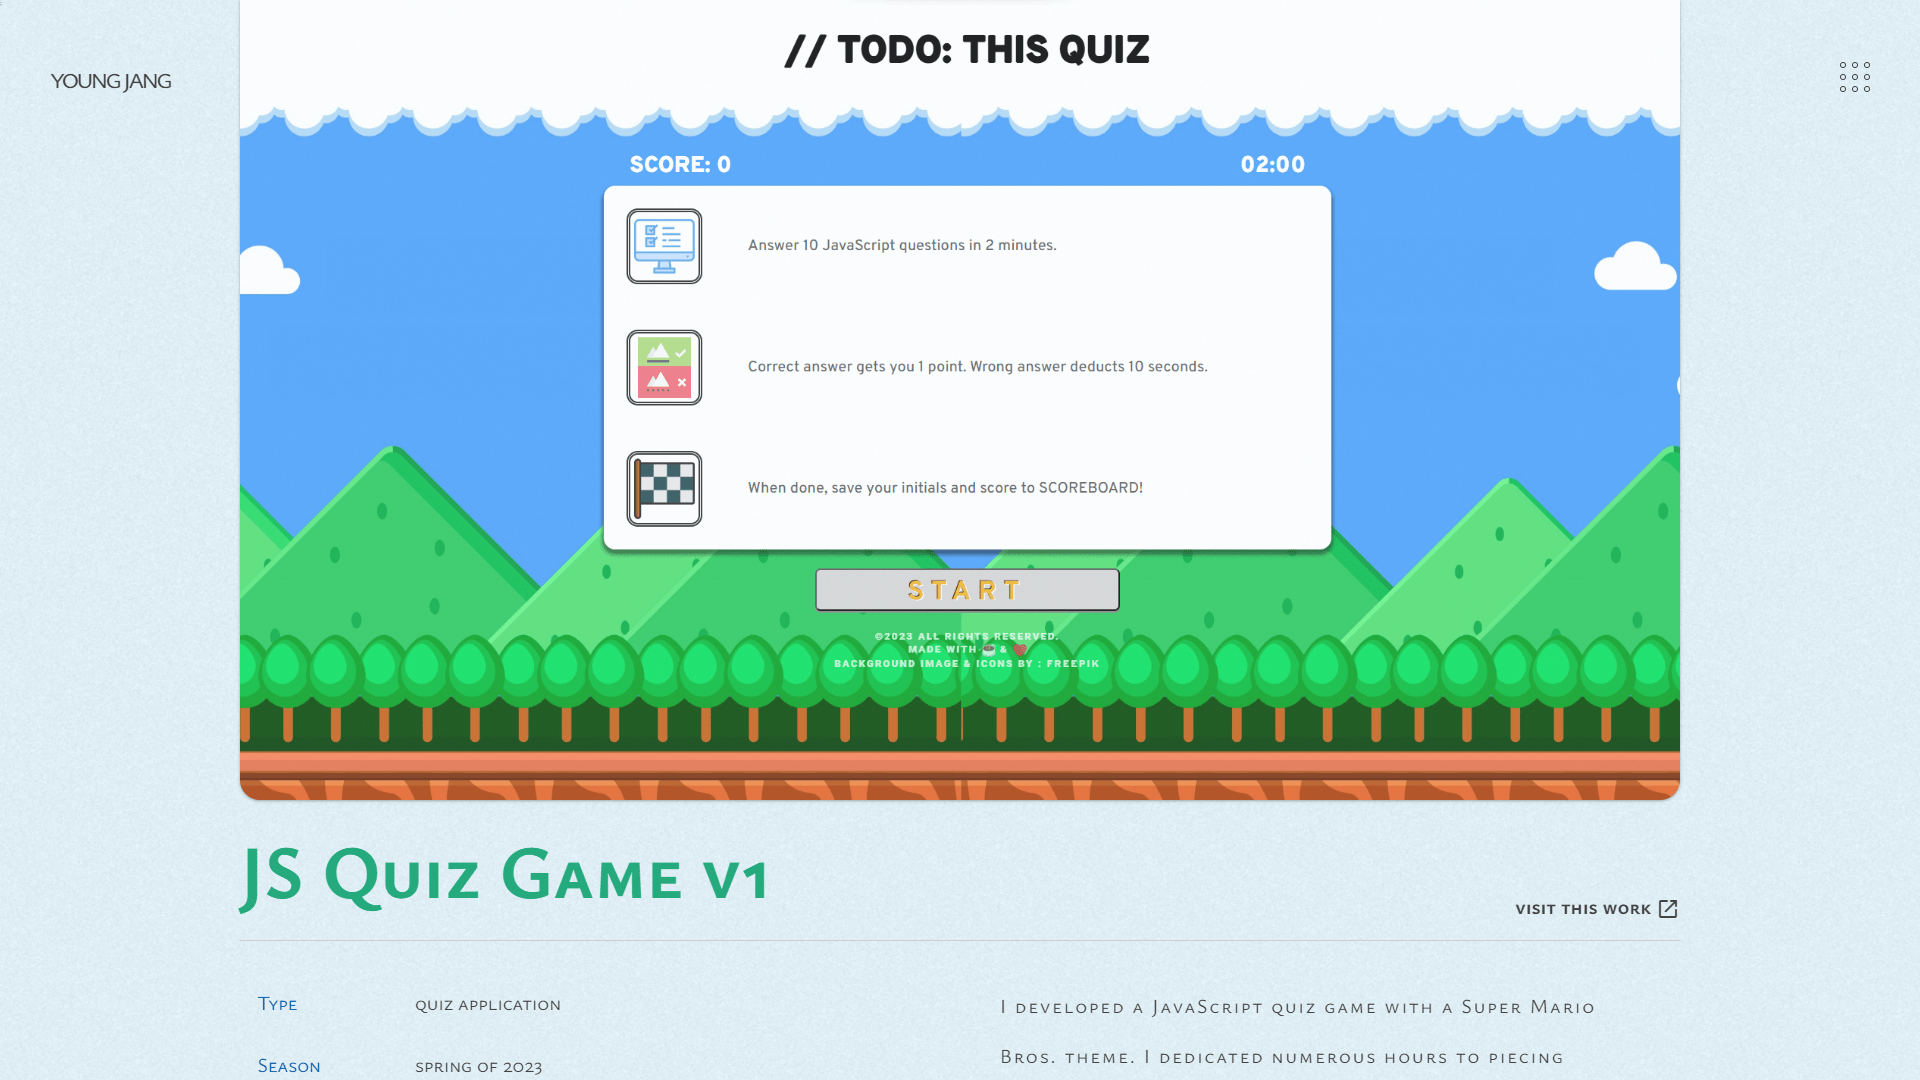 // TODO: THIS QUIZ
YOUNG JANG
SCORE: 0
02:00
Answer 10 JavaScript questions in 2 minutes.
Correct answer gets you 1 point. Wrong answer deducts 10 seconds.
When done, save your initials and score to SCOREBOARD!
START
©2023 ALL RIGHTS RESERVED.
MADE WITH ☕ & ❤️
BACKGROUND IMAGE & ICONS BY : FREEPIK
JS Quiz Game v1
VISIT THIS WORK
Type
QUIZ APPLICATION
Season
SPRING OF 2023
I developed a JavaScript quiz game with a Super Mario
Bros. theme. I dedicated numerous hours to piecing